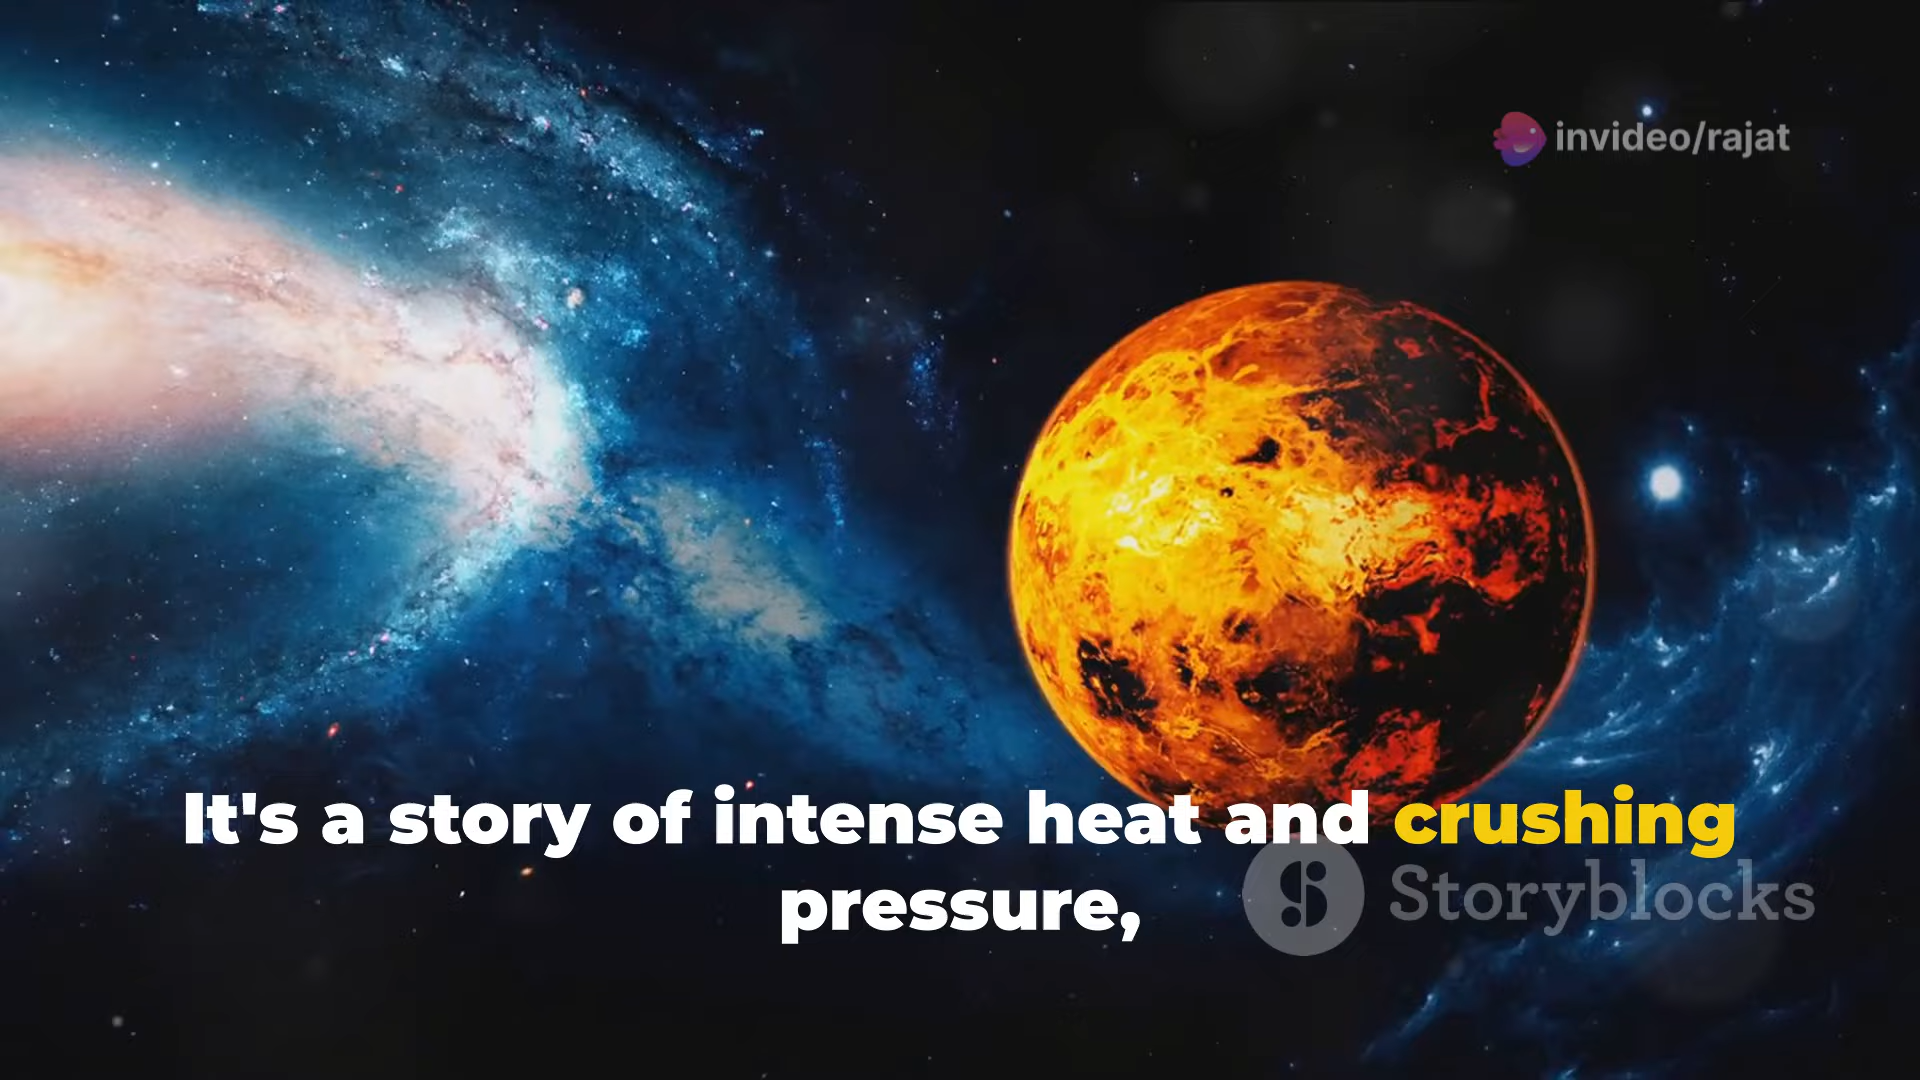 invideo/rajat
It's a story of intense heat and crushing
pressure,
Storyblocks